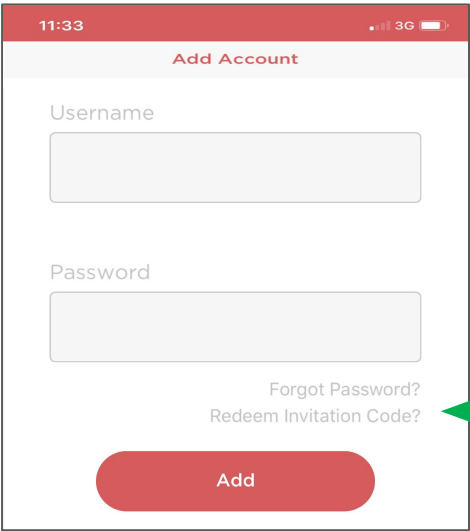 11:33 3G
Add Account
Username
Password
Forgot Password?
Redeem Invitation Code?
Add